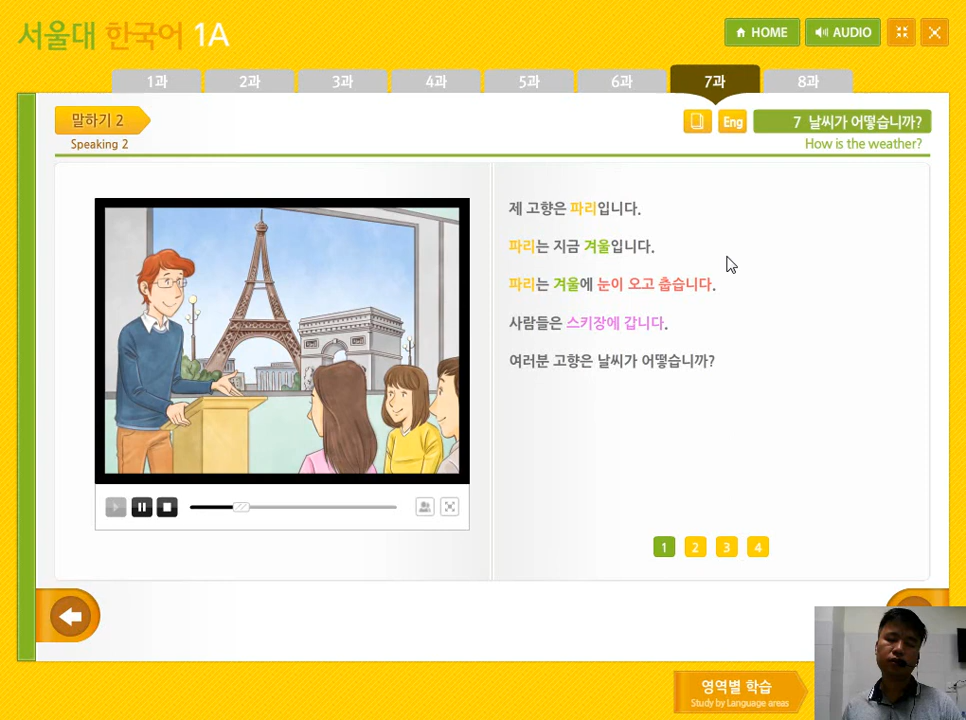 서울대 한국어 1A
HOME
AUDIO
1과
2과
3과
4과
5과
6과
7과
8과
말하기 2
Speaking 2
Eng
7 날씨가 어떻습니까?
How is the weather?
제 고향은 파리입니다.
파리는 지금 겨울입니다.
파리는 겨울에 눈이 오고 춥습니다.
사람들은 스키장에 갑니다.
여러분 고향은 날씨가 어떻습니까?
1 2 3 4
영역별 학습
Study by Language areas